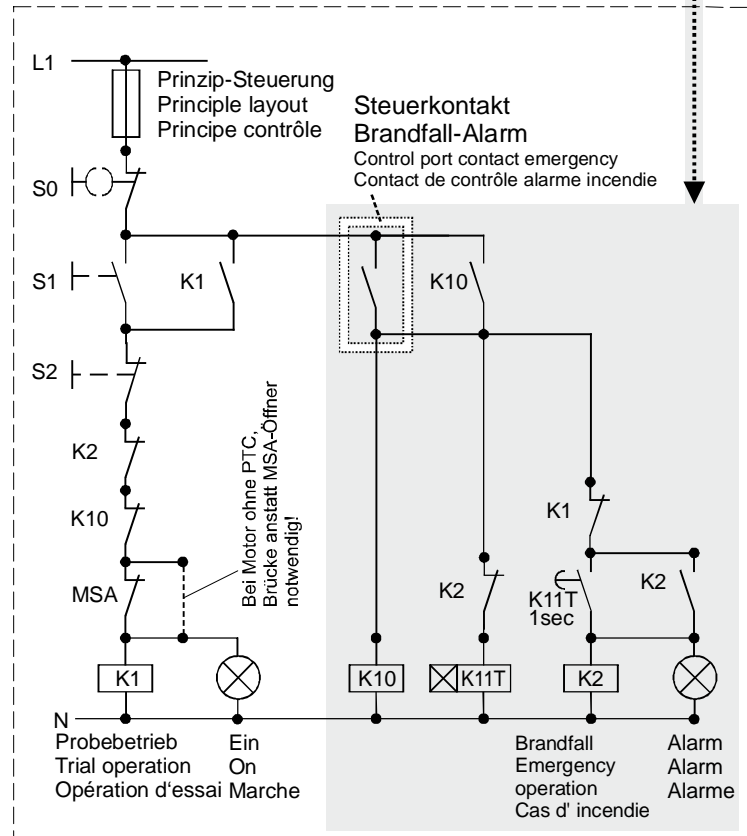 L1
Prinzip-Steuerung
Principle layout
Principe contrôle
Steuerkontakt
Brandfall-Alarm
Control port contact emergency
Contact de contrôle alarme incendie
S0
S1
K1
K10
S2
K2
K10
MSA
Bei Motor ohne PTC,
Brücke anstatt MSA-Öffner
notwendig!
K1
K2
K11T
1sec
K2
K1
K10
K11T
K2
N
Probebetrieb
Trial operation
Opération d'essai
Ein
On
Marche
Brandfall
Emergency
operation
Cas d' incendie
Alarm
Alarm
Alarme